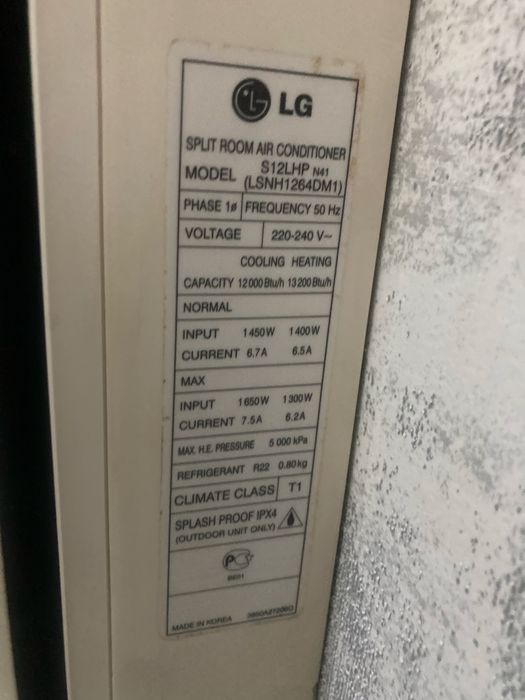 LG
SPLIT ROOM AIR CONDITIONER
MODEL S12LHP N41
(LSNH1264DM1)
PHASE 1ø FREQUENCY 50 Hz
VOLTAGE 220-240 V~
COOLING HEATING
CAPACITY 12000 Btu/h 13200 Btu/h
NORMAL
INPUT 1450W 1400W
CURRENT 6.7A 6.5A
MAX
INPUT 1650W 1300W
CURRENT 7.5A 6.2A
MAX. H.E. PRESSURE 5 000 kPa
REFRIGERANT R22 0.80kg
CLIMATE CLASS T1
SPLASH PROOF IPX4
(OUTDOOR UNIT ONLY)
MADE IN KOREA